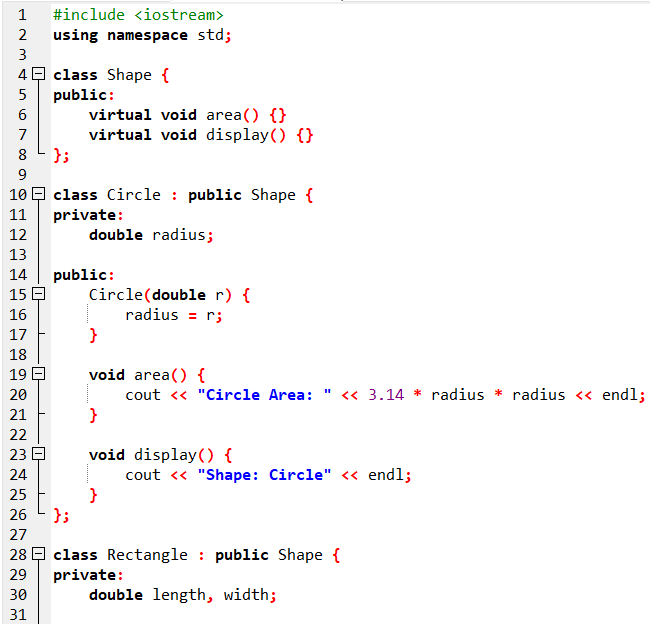 1 #include <iostream>
2 using namespace std;
3
4 class Shape {
5 public:
6     virtual void area() {}
7     virtual void display() {}
8 };
9
10 class Circle : public Shape {
11 private:
12     double radius;
13
14 public:
15     Circle(double r) {
16         radius = r;
17     }
18
19     void area() {
20         cout << "Circle Area: " << 3.14 * radius * radius << endl;
21     }
22
23     void display() {
24         cout << "Shape: Circle" << endl;
25     }
26 };
27
28 class Rectangle : public Shape {
29 private:
30     double length, width;
31